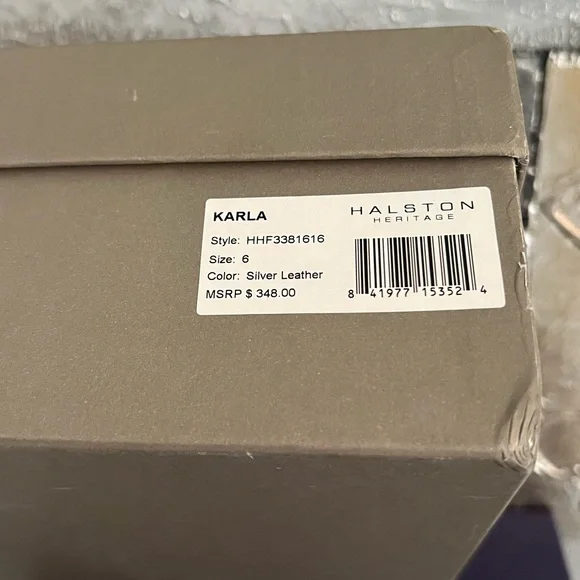 KARLA
Style: HHF3381616
Size: 6
Color: Silver Leather
MSRP $ 348.00
HALSTON
HERITAGE
8 41977 15352 4